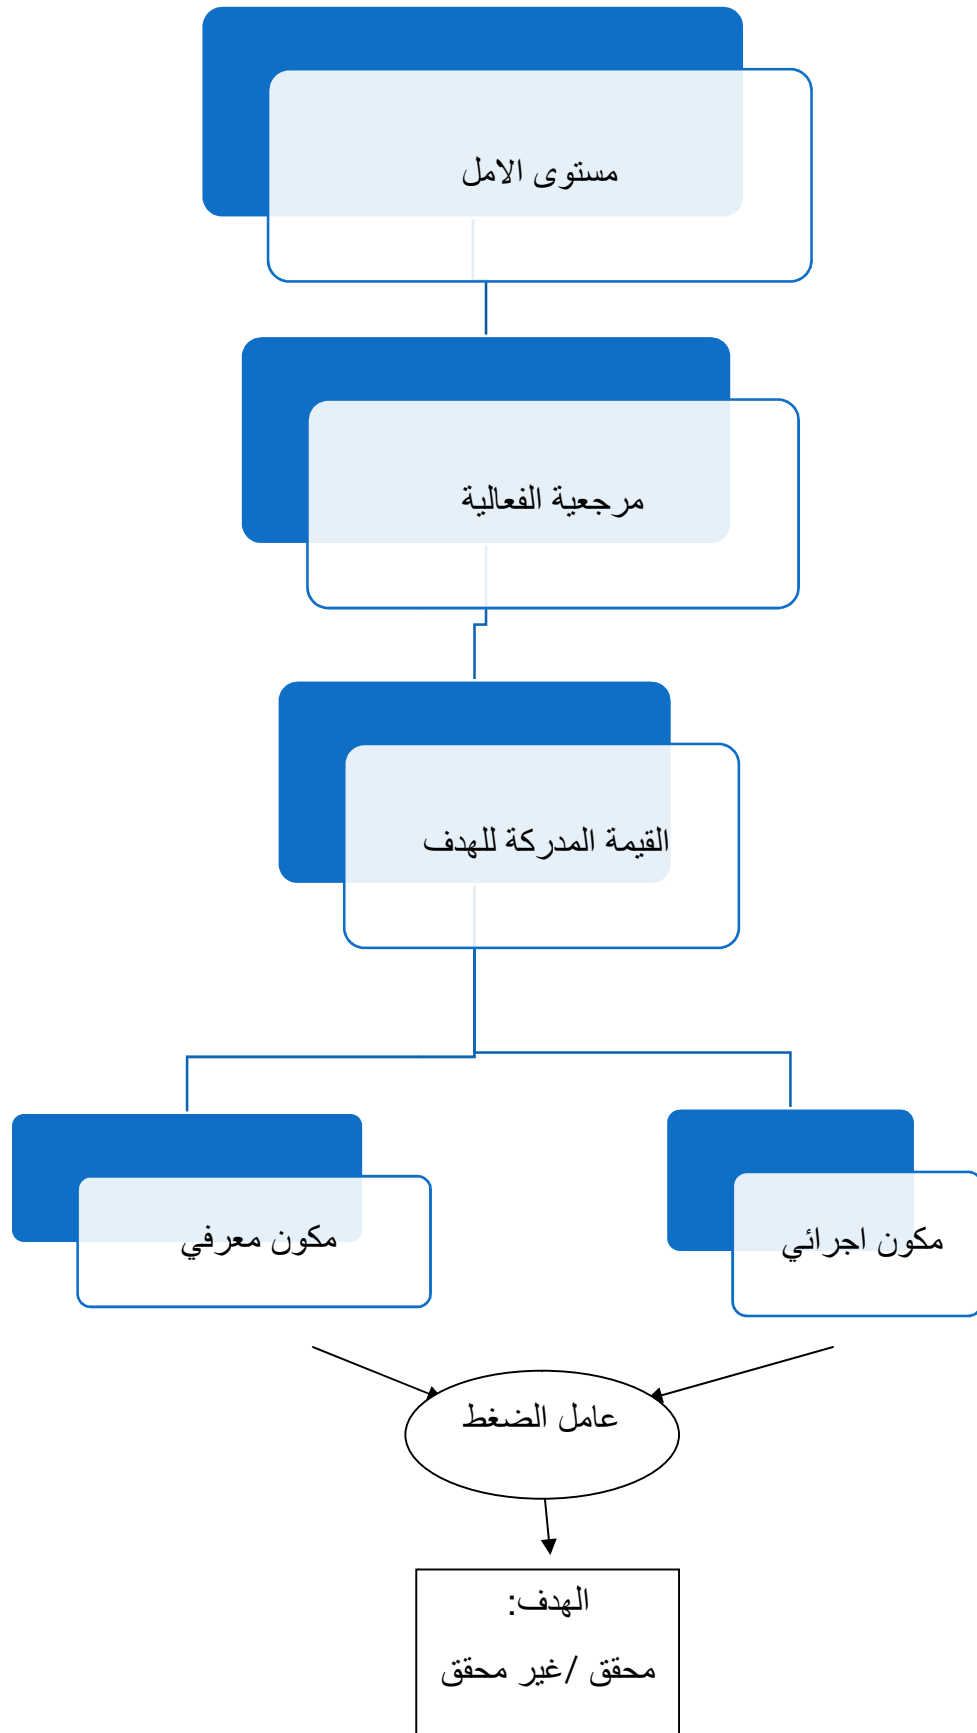 مستوى الامل
مرجعية الفعالية
القيمة المدركة للهدف
مكون اجرائي
مكون معرفي
عامل الضغط
الهدف:
محقق /غير محقق